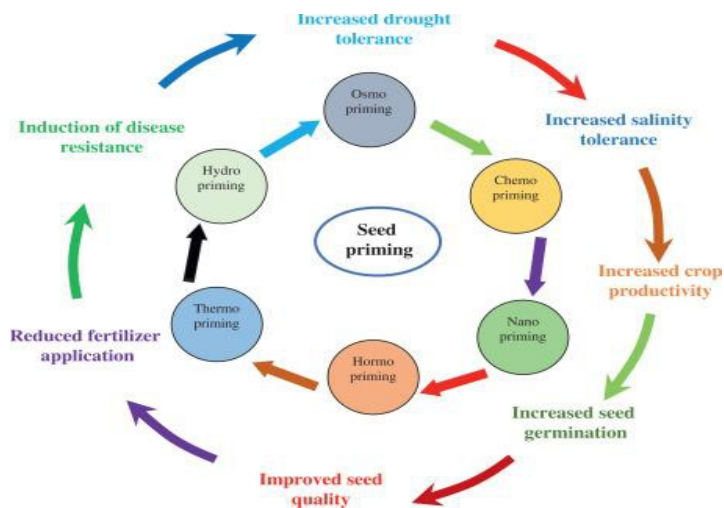 Increased drought
tolerance
Increased salinity
tolerance
Increased crop
productivity
Increased seed
germination
Improved seed
quality
Reduced fertilizer
application
Induction of disease
resistance
Osmo
priming
Chemo
priming
Nano
priming
Hormo
priming
Thermo
priming
Hydro
priming
Seed
priming